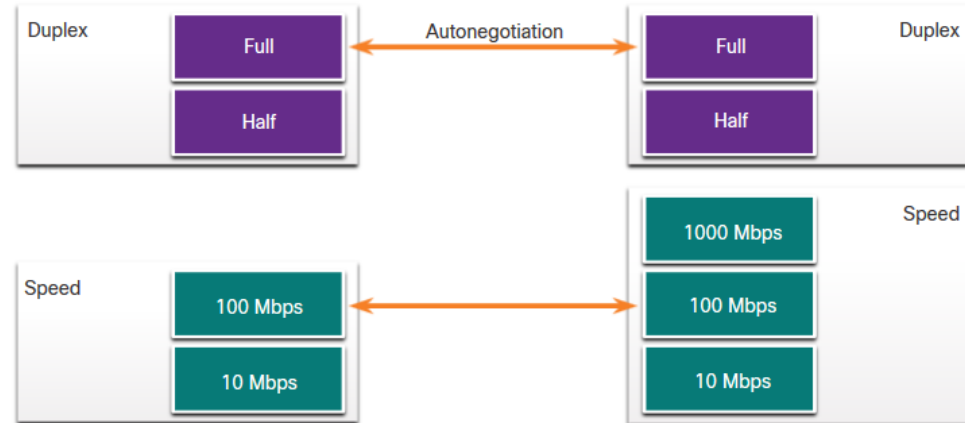 Duplex
Full
Half
Autonegotiation
Full
Half
Duplex
Speed
100 Mbps
10 Mbps
1000 Mbps
100 Mbps
10 Mbps
Speed